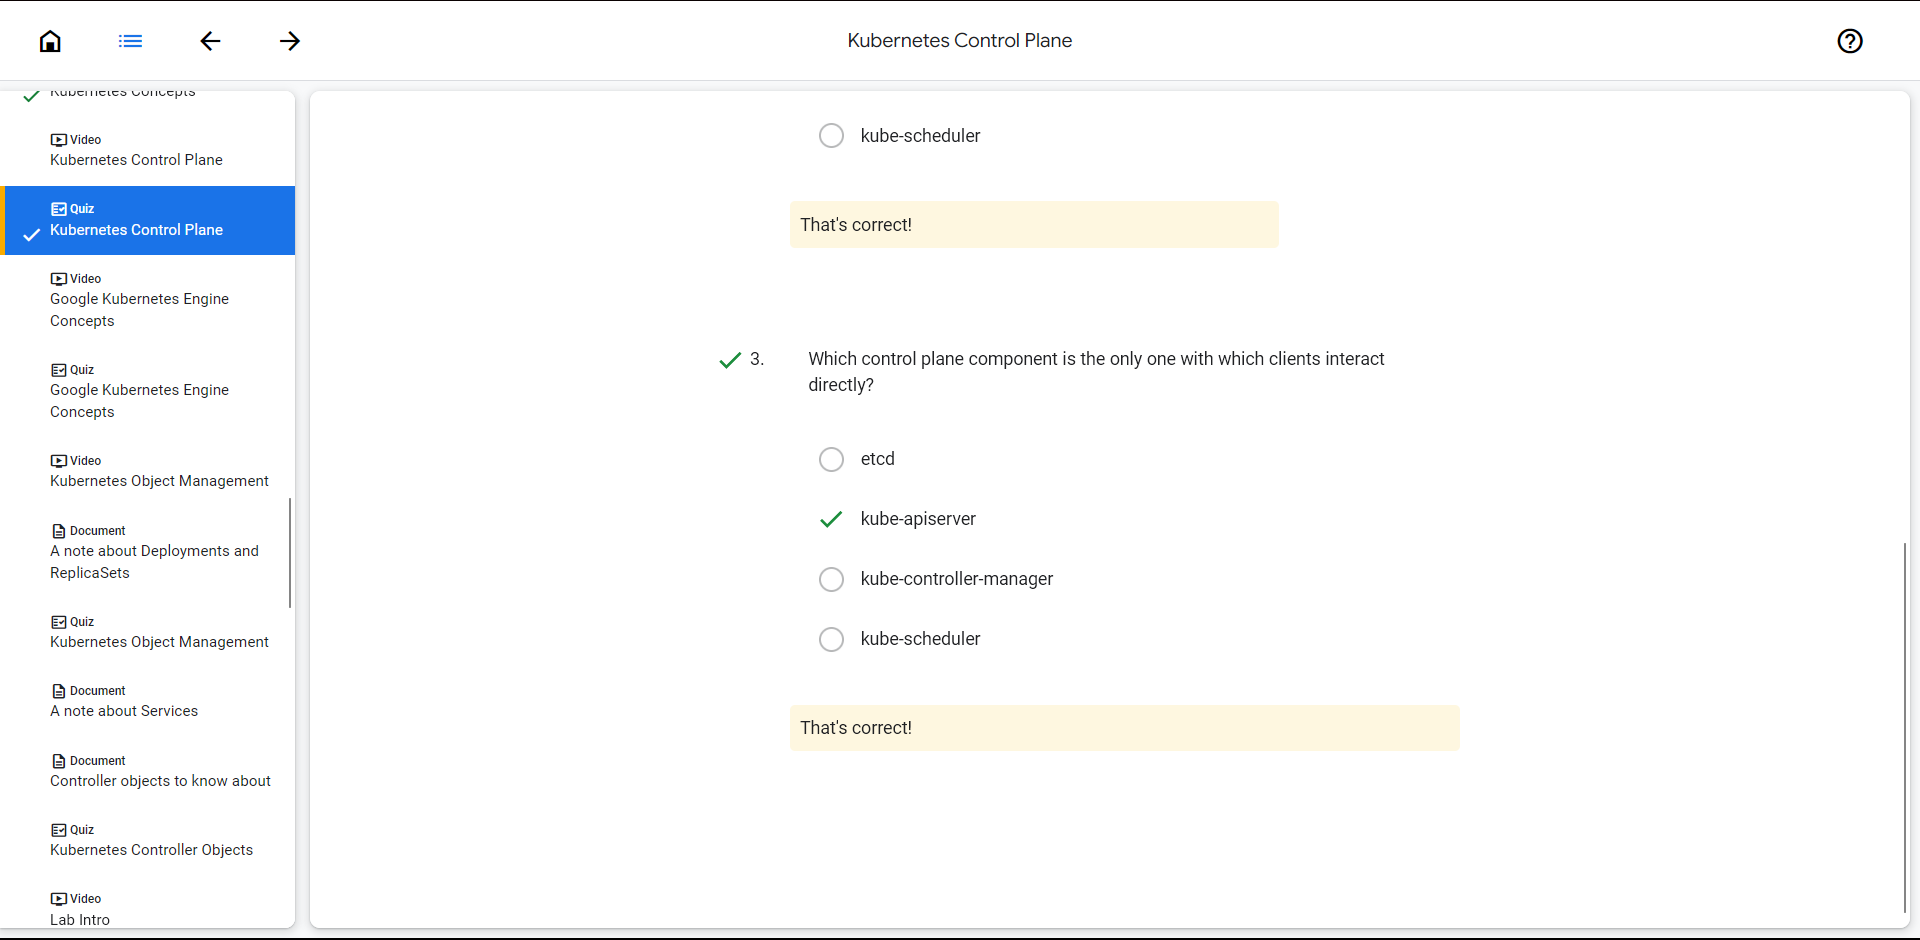 Kubernetes Control Plane
Kubernetes Concepts
Video
Kubernetes Control Plane
Quiz
Kubernetes Control Plane
Video
Google Kubernetes Engine
Concepts
Quiz
Google Kubernetes Engine
Concepts
Video
Kubernetes Object Management
Document
A note about Deployments and
ReplicaSets
Quiz
Kubernetes Object Management
Document
A note about Services
Document
Controller objects to know about
Quiz
Kubernetes Controller Objects
Video
Lab Intro
kube-scheduler
That's correct!
3. Which control plane component is the only one with which clients interact
directly?
etcd
kube-apiserver
kube-controller-manager
kube-scheduler
That's correct!